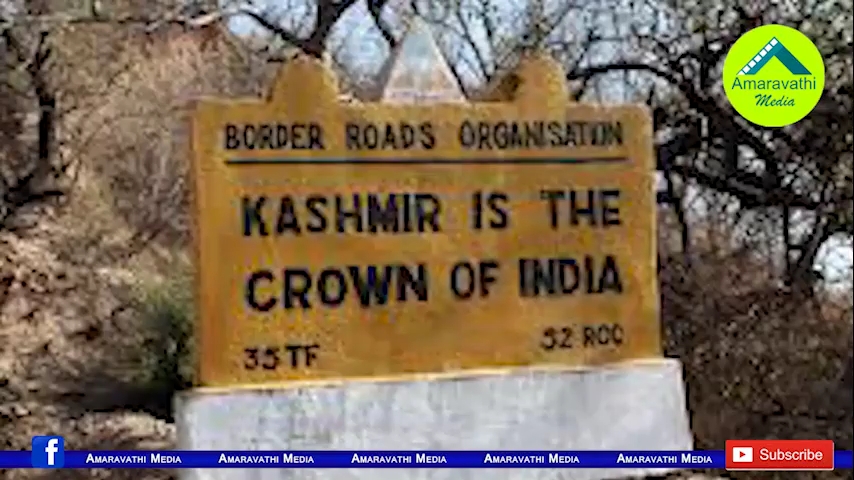 Amaravathi
Media
BORDER ROADS ORGANISATION
KASHMIR IS THE
CROWN OF INDIA
35 TF 52 RCC
AMARAVATHI MEDIA AMARAVATHI MEDIA AMARAVATHI MEDIA AMARAVATHI MEDIA AMARAVATHI MEDIA
Subscribe